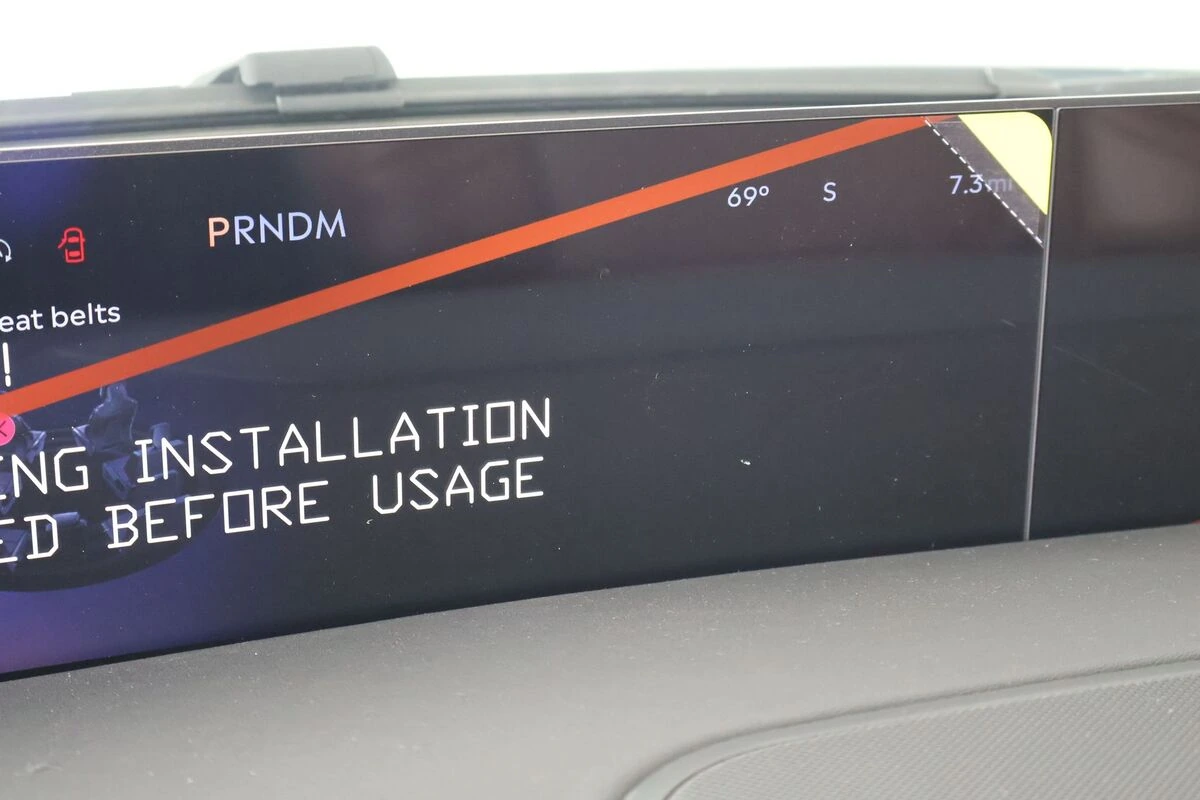 PRNDM
69° S 7.3 mi
eat belts
!
ING INSTALLATION
ED BEFORE USAGE